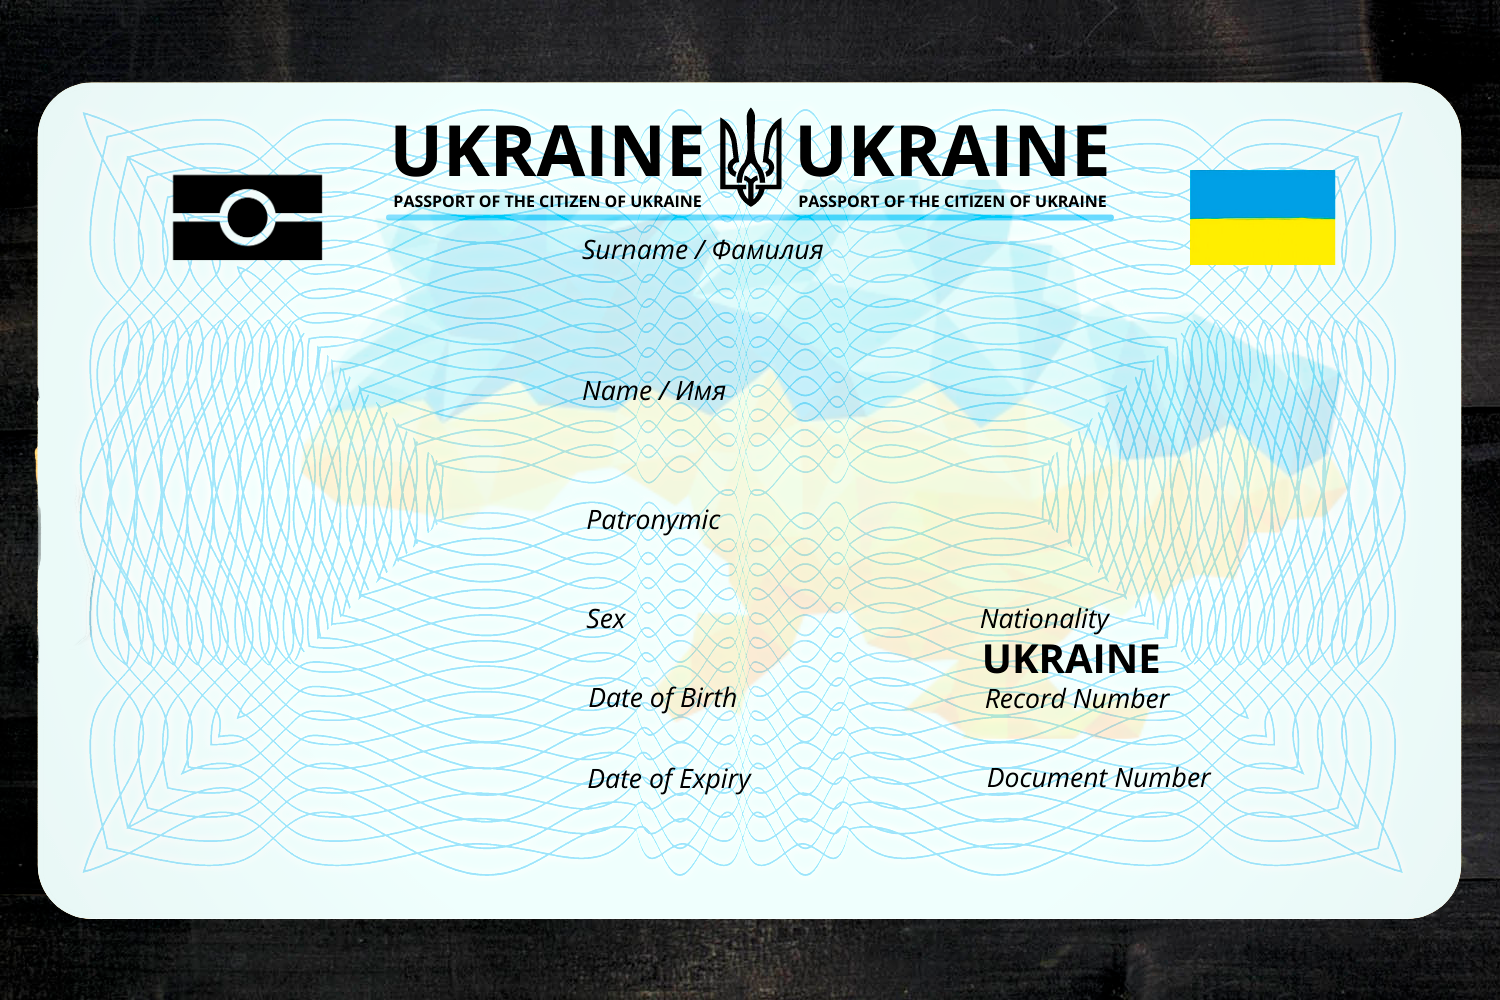 UKRAINE UKRAINE
PASSPORT OF THE CITIZEN OF UKRAINE PASSPORT OF THE CITIZEN OF UKRAINE
Surname / Фамилия
Name / Имя
Patronymic
Sex
Nationality
UKRAINE
Date of Birth
Record Number
Date of Expiry
Document Number